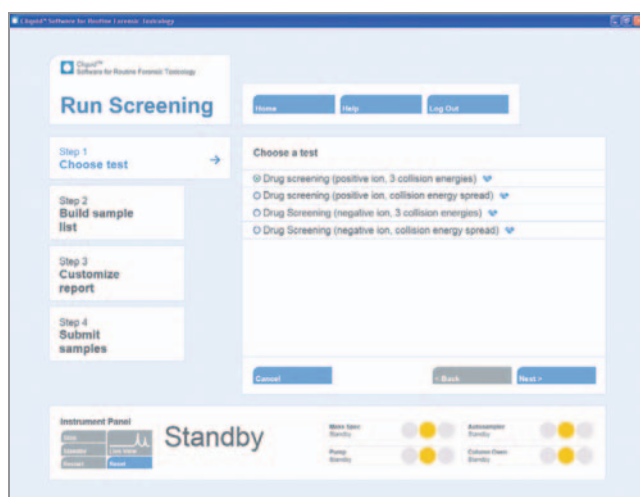 Cliquid™ Software for Routine Forensic Toxicology
Cliquid™
Software for Routine Forensic Toxicology
Run Screening
Home
Help
Log Out
Step 1
Choose test
Choose a test
Drug screening (positive ion, 3 collision energies)
Drug screening (positive ion, collision energy spread)
Drug Screening (negative ion, 3 collision energies)
Drug Screening (negative ion, collision energy spread)
Step 2
Build sample
list
Step 3
Customize
report
Step 4
Submit
samples
Cancel
< Back
Next >
Instrument Panel
Standby
Live View
Reset
Standby
Mass Spec
Standby
Autosampler
Standby
Pump
Standby
Column Oven
Standby